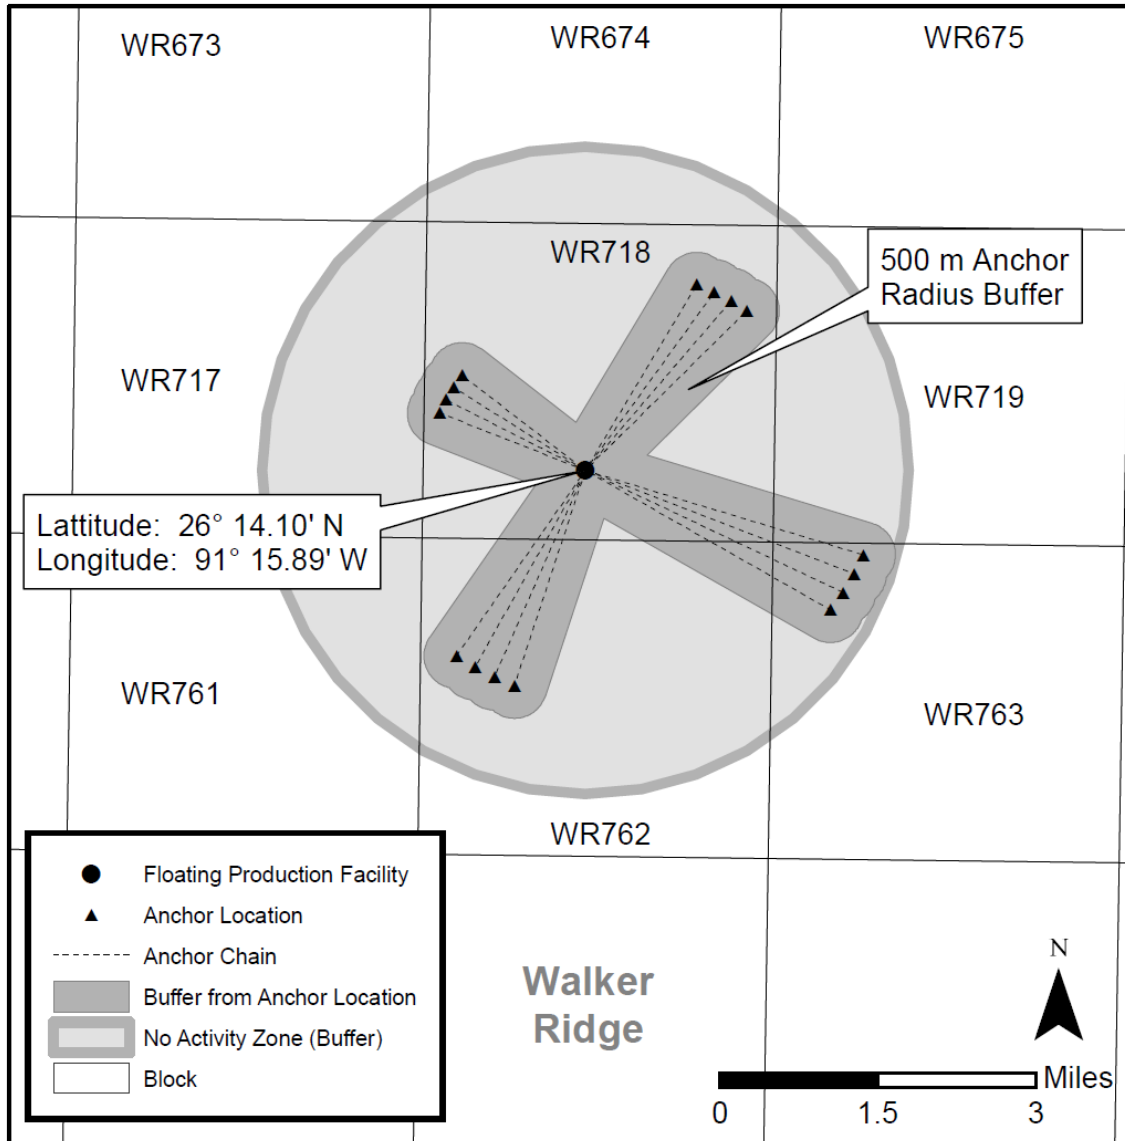 WR673
WR674
WR675
WR718
500 m Anchor
Radius Buffer
WR717
WR719
Lattitude:  26° 14.10' N
Longitude:  91° 15.89' W
WR761
WR763
WR762
Floating Production Facility
Anchor Location
Anchor Chain
Buffer from Anchor Location
No Activity Zone (Buffer)
Block
Walker
Ridge
N
Miles
0 1.5 3